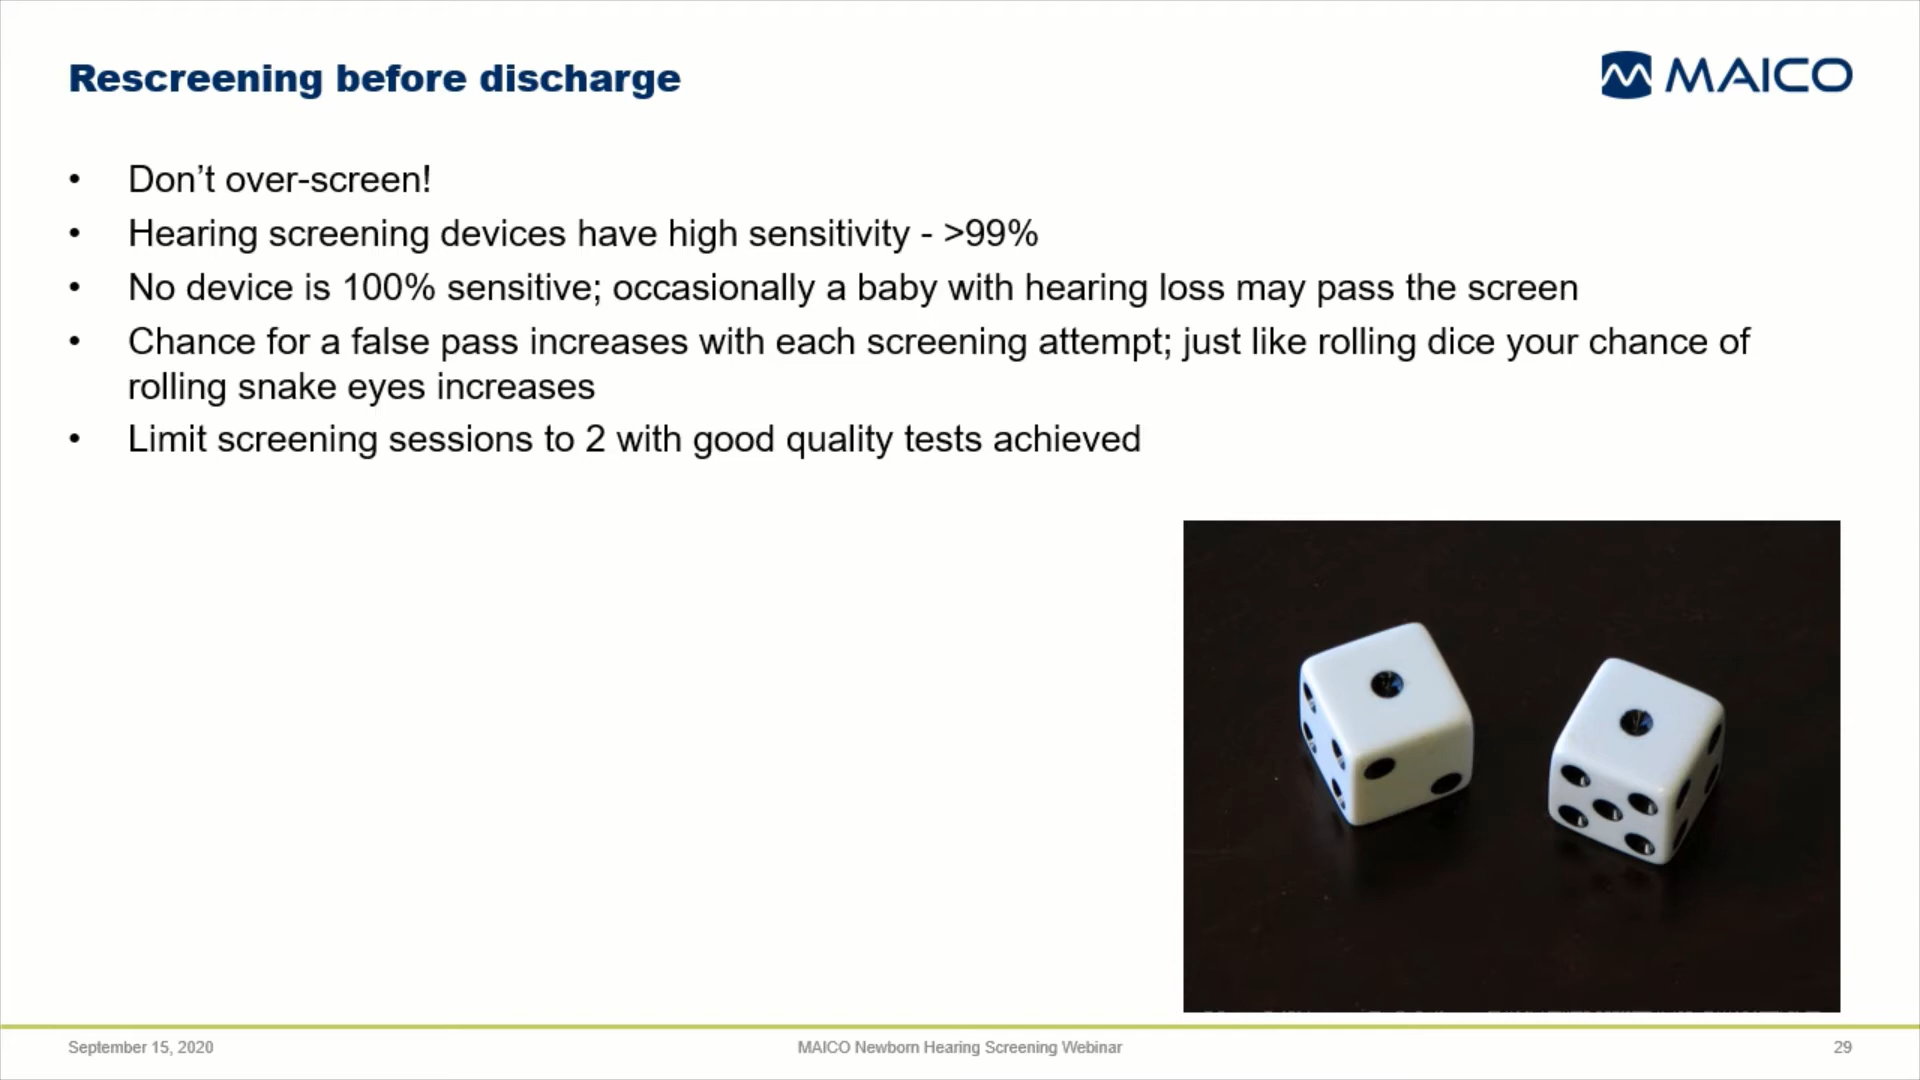 Rescreening before discharge
MAICO
• Don’t over-screen!
• Hearing screening devices have high sensitivity - >99%
• No device is 100% sensitive; occasionally a baby with hearing loss may pass the screen
• Chance for a false pass increases with each screening attempt; just like rolling dice your chance of
rolling snake eyes increases
• Limit screening sessions to 2 with good quality tests achieved
September 15, 2020
MAICO Newborn Hearing Screening Webinar
29